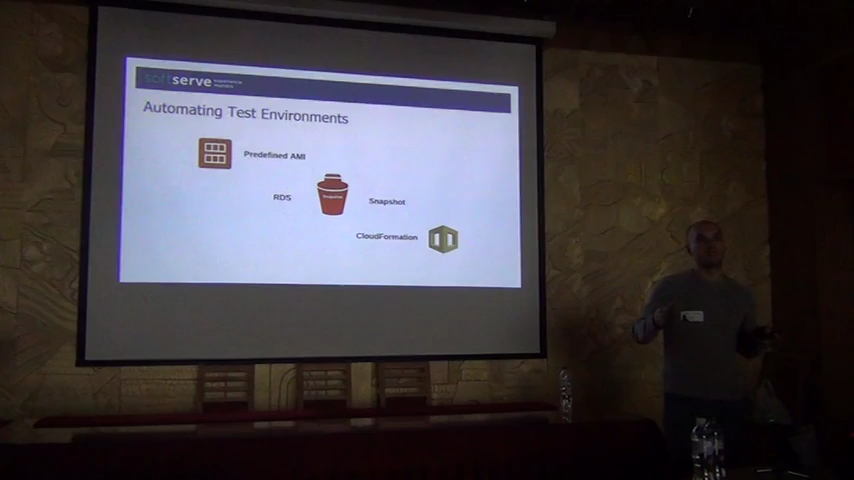 softserve
Automating Test Environments
Predefined AMI
RDS
Snapshot
CloudFormation